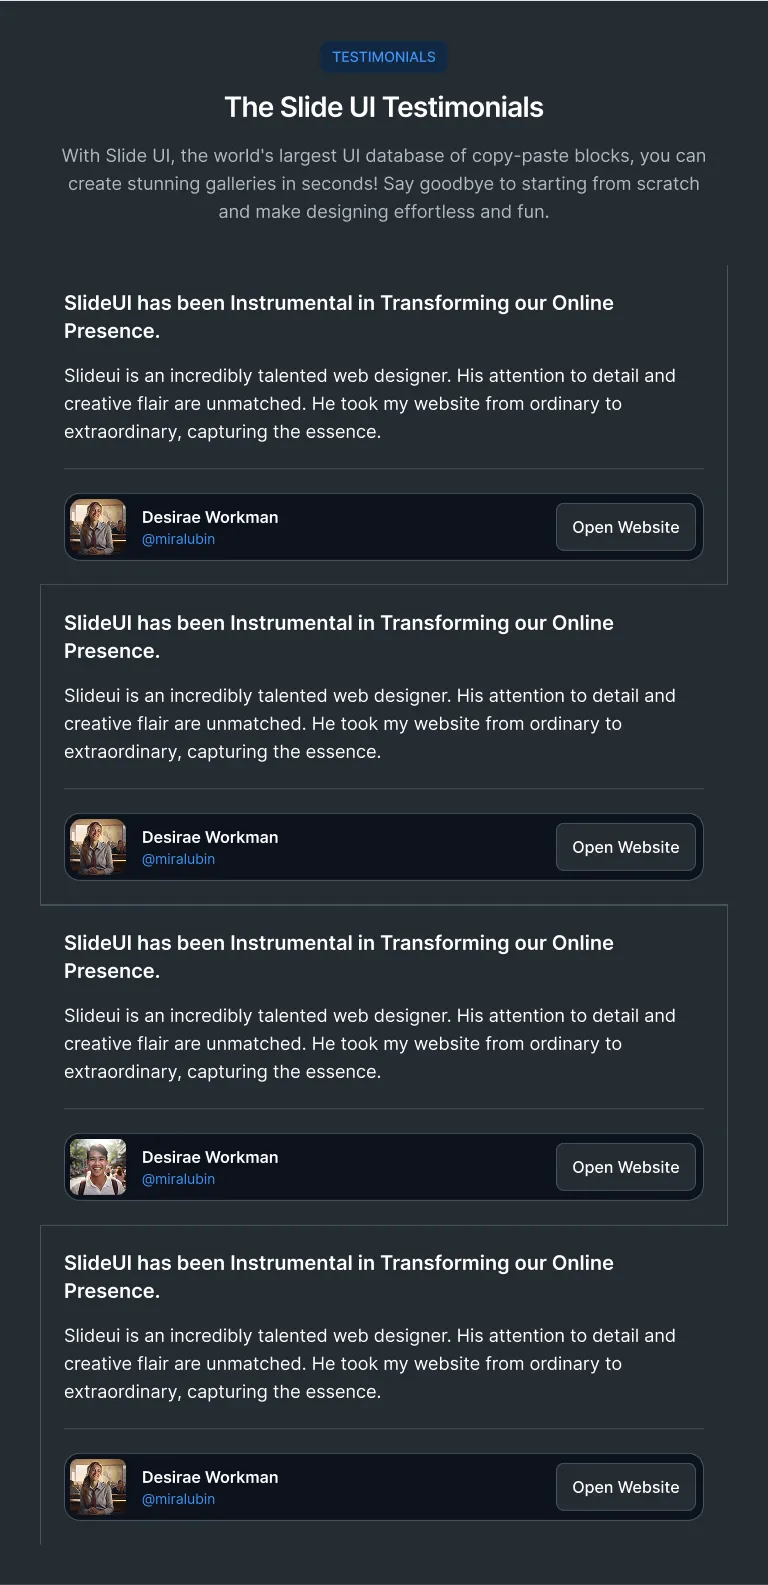 TESTIMONIALS
The Slide UI Testimonials
With Slide UI, the world's largest UI database of copy-paste blocks, you can
create stunning galleries in seconds! Say goodbye to starting from scratch
and make designing effortless and fun.
SlideUI has been Instrumental in Transforming our Online
Presence.
Slideui is an incredibly talented web designer. His attention to detail and
creative flair are unmatched. He took my website from ordinary to
extraordinary, capturing the essence.
Desirae Workman
@miralubin
Open Website
SlideUI has been Instrumental in Transforming our Online
Presence.
Slideui is an incredibly talented web designer. His attention to detail and
creative flair are unmatched. He took my website from ordinary to
extraordinary, capturing the essence.
Desirae Workman
@miralubin
Open Website
SlideUI has been Instrumental in Transforming our Online
Presence.
Slideui is an incredibly talented web designer. His attention to detail and
creative flair are unmatched. He took my website from ordinary to
extraordinary, capturing the essence.
Desirae Workman
@miralubin
Open Website
SlideUI has been Instrumental in Transforming our Online
Presence.
Slideui is an incredibly talented web designer. His attention to detail and
creative flair are unmatched. He took my website from ordinary to
extraordinary, capturing the essence.
Desirae Workman
@miralubin
Open Website